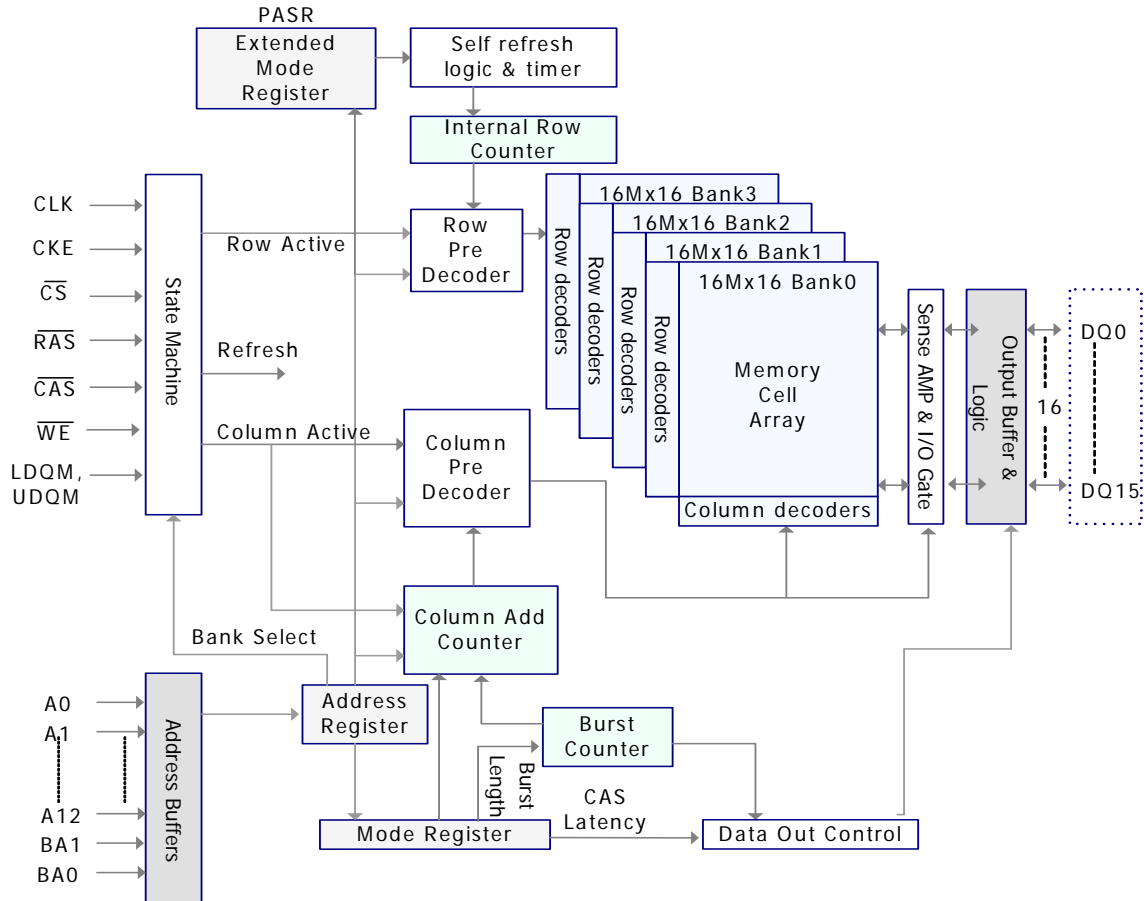 PASR
Extended
Mode
Register
Self refresh
logic & timer
Internal Row
Counter
CLK
CKE
CS
RAS
CAS
WE
LDQM,
UDQM
State Machine
Row Active
Refresh
Column Active
Row
Pre
Decoder
Column
Pre
Decoder
Row decoders
Row decoders
Row decoders
Row decoders
16Mx16 Bank3
16Mx16 Bank2
16Mx16 Bank1
16Mx16 Bank0
Memory
Cell
Array
Column decoders
Sense AMP & I/O Gate
Output Buffer &
Logic
DQ0
16
DQ15
Column Add
Counter
Bank Select
Address
Register
A0
A1
A12
BA1
BA0
Address Buffers
Burst
Counter
Burst
Length
CAS
Latency
Mode Register
Data Out Control